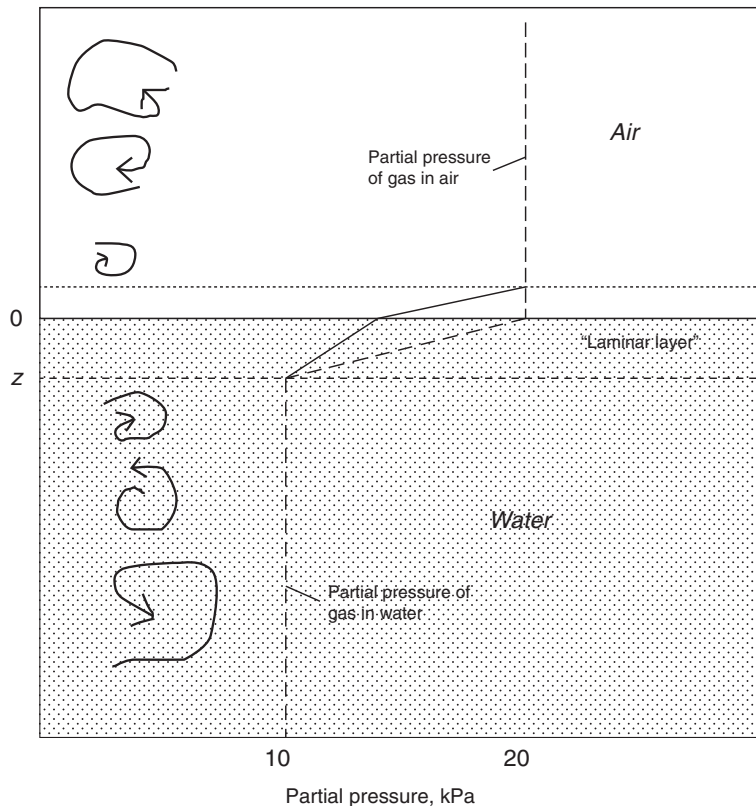 Air
Partial pressure
of gas in air
0
"Laminar layer"
z
Water
Partial pressure of
gas in water
10
20
Partial pressure, kPa